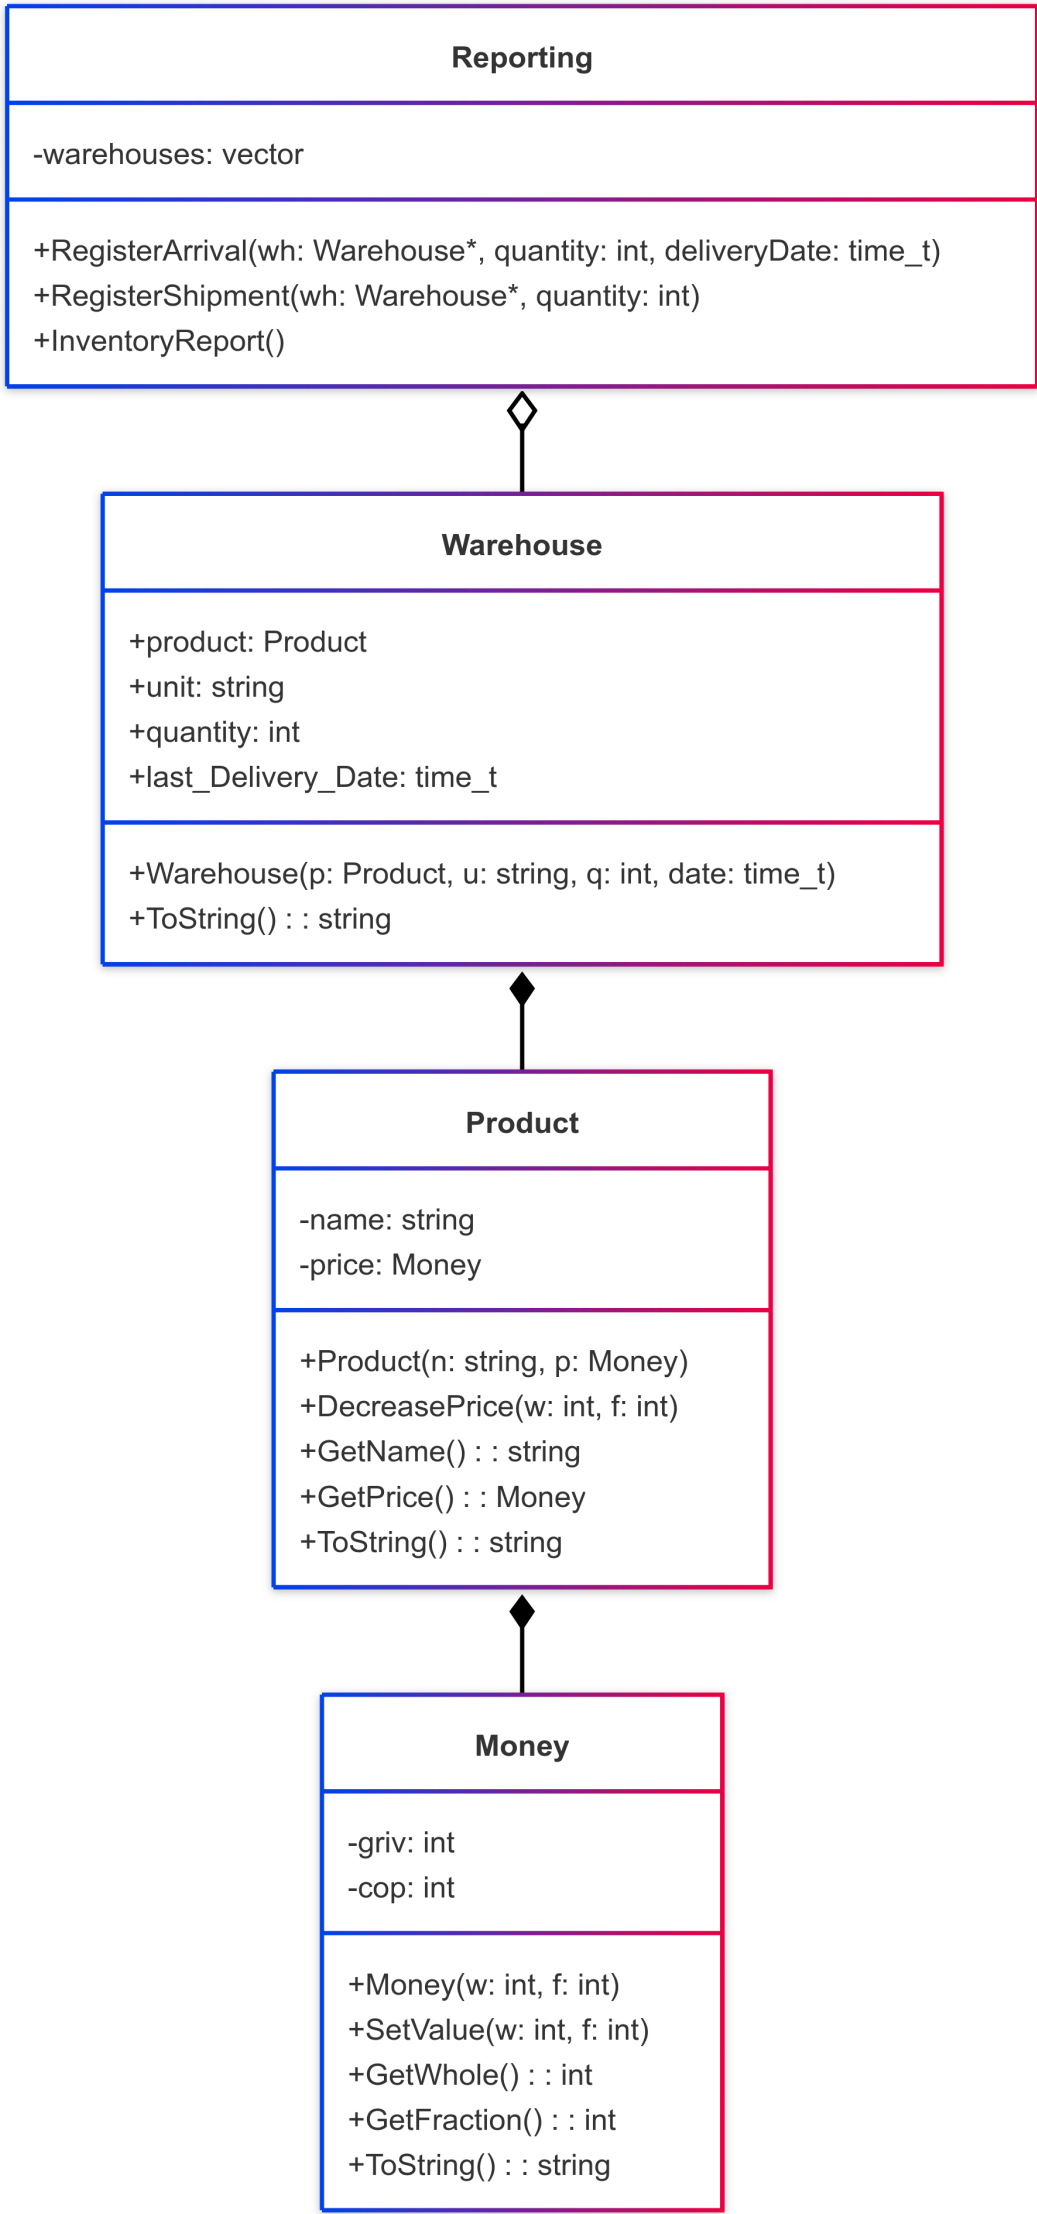 Reporting
-warehouses: vector
+RegisterArrival(wh: Warehouse*, quantity: int, deliveryDate: time_t)
+RegisterShipment(wh: Warehouse*, quantity: int)
+InventoryReport()
Warehouse
+product: Product
+unit: string
+quantity: int
+last_Delivery_Date: time_t
+Warehouse(p: Product, u: string, q: int, date: time_t)
+ToString() : : string
Product
-name: string
-price: Money
+Product(n: string, p: Money)
+DecreasePrice(w: int, f: int)
+GetName() : : string
+GetPrice() : : Money
+ToString() : : string
Money
-griv: int
-cop: int
+Money(w: int, f: int)
+SetValue(w: int, f: int)
+GetWhole() : : int
+GetFraction() : : int
+ToString() : : string